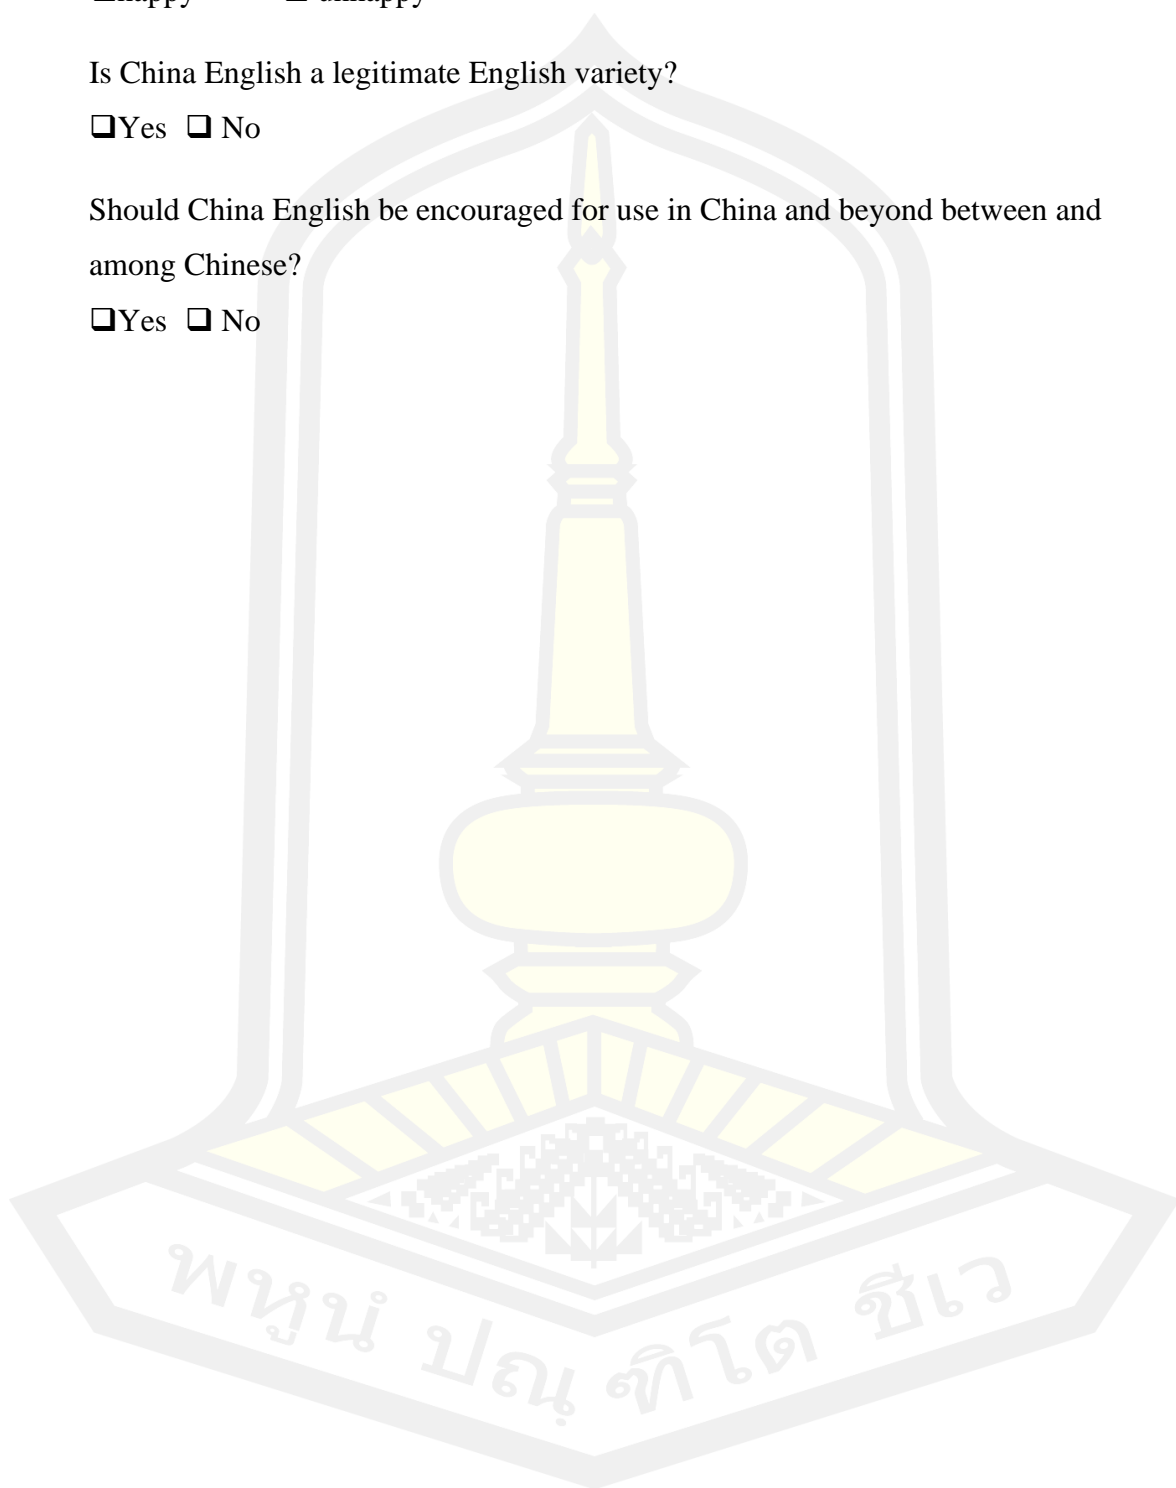 Is China English a legitimate English variety?
❑Yes ❑ No
Should China English be encouraged for use in China and beyond between and
among Chinese?
❑Yes ❑ No
พหูนํ ปณฺฑิโต ชีเว